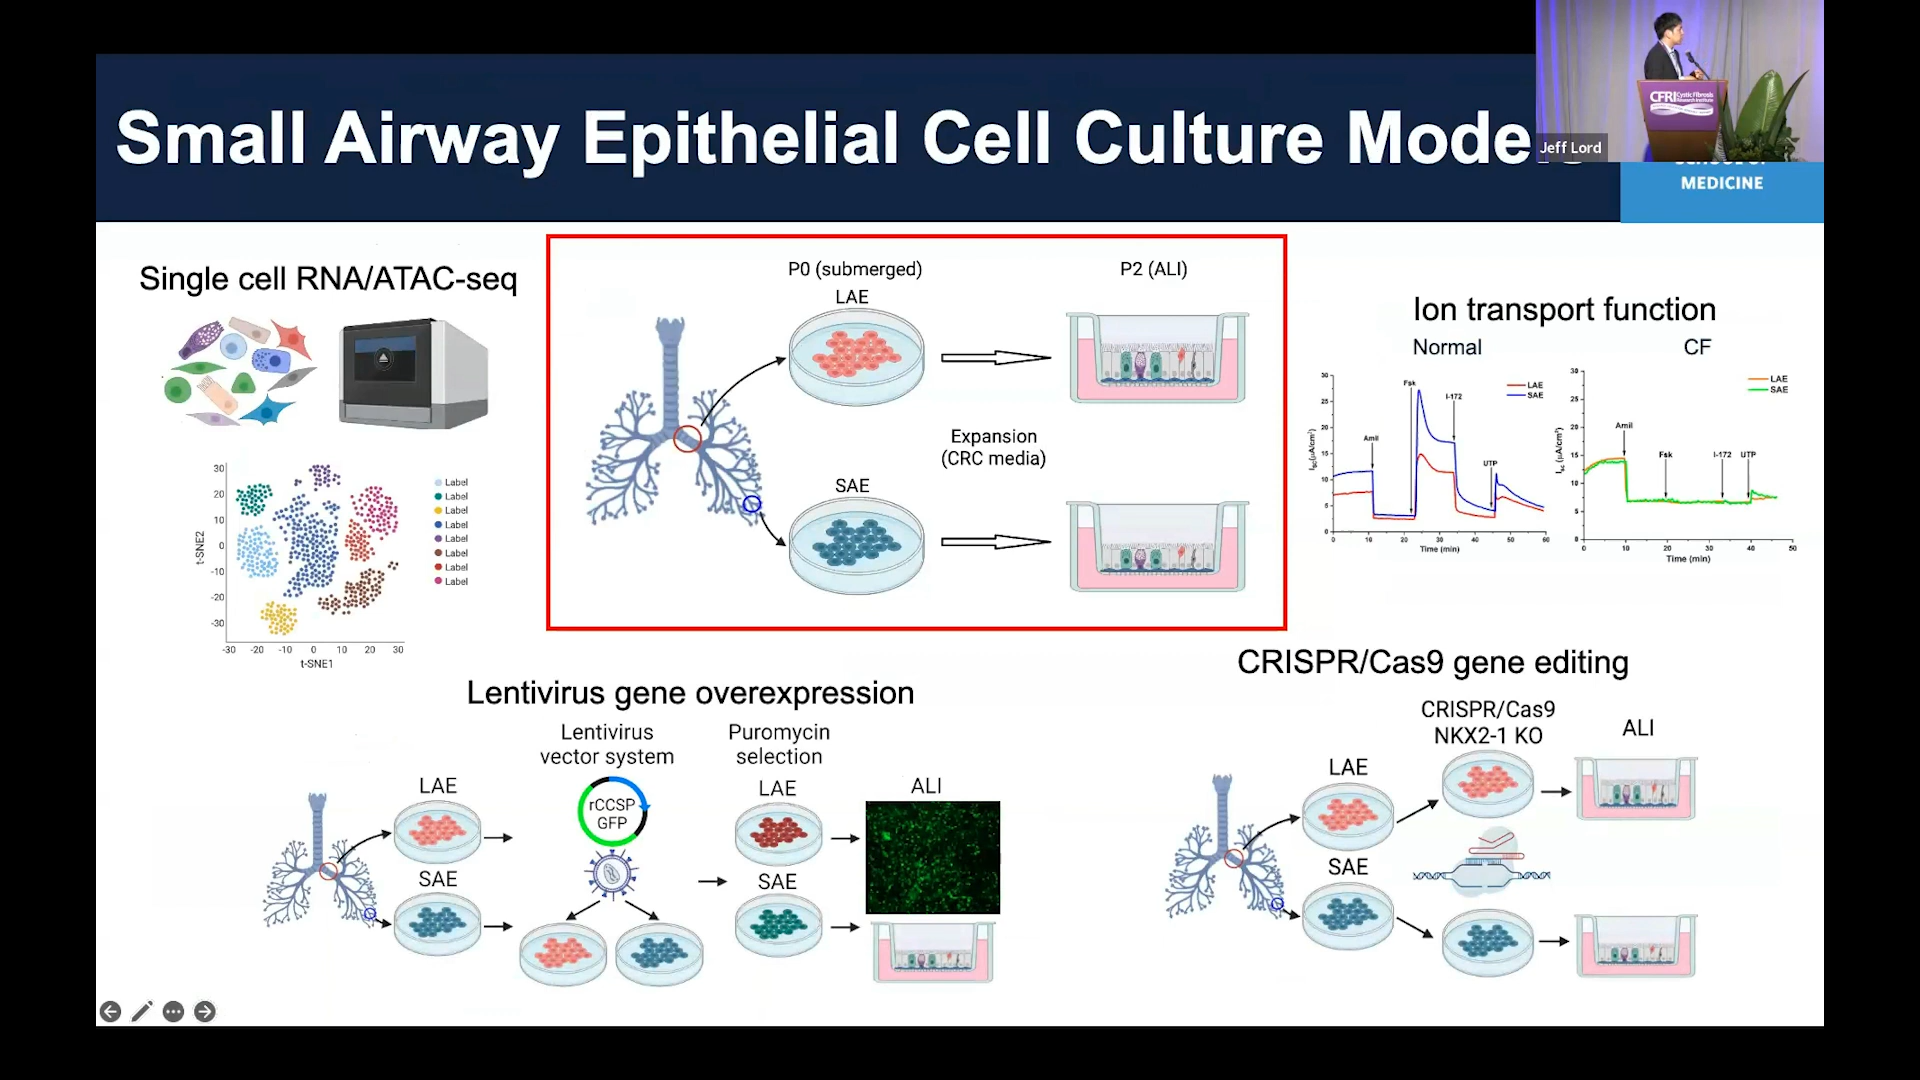 Small Airway Epithelial Cell Culture
Jeff Lord
CFRI Cystic Fibrosis
Research Institute
MEDICINE
Single cell RNA/ATAC-seq
30
20
10
0
-10
-20
-30
t-SNE2
-30 -20 -10 0 10 20 30
t-SNE1
Label
Label
Label
Label
Label
Label
Label
Label
P0 (submerged)
LAE
P2 (ALI)
Expansion
(CRC media)
SAE
Ion transport function
Normal
CF
30
25
20
15
10
5
0
Isc(μA/cm²)
Fsk
Amil
I-172
UTP
LAE
SAE
0 10 20 30 40 50 60
Time (min)
30
25
20
15
10
5
0
Isc (μA/cm²)
Amil
Fsk
I-172
UTP
LAE
SAE
0 10 20 30 40 50
Time (min)
Lentivirus gene overexpression
Lentivirus
vector system
Puromycin
selection
LAE
SAE
rCCSP
GFP
LAE
SAE
ALI
CRISPR/Cas9 gene editing
CRISPR/Cas9
NKX2-1 KO
ALI
LAE
SAE